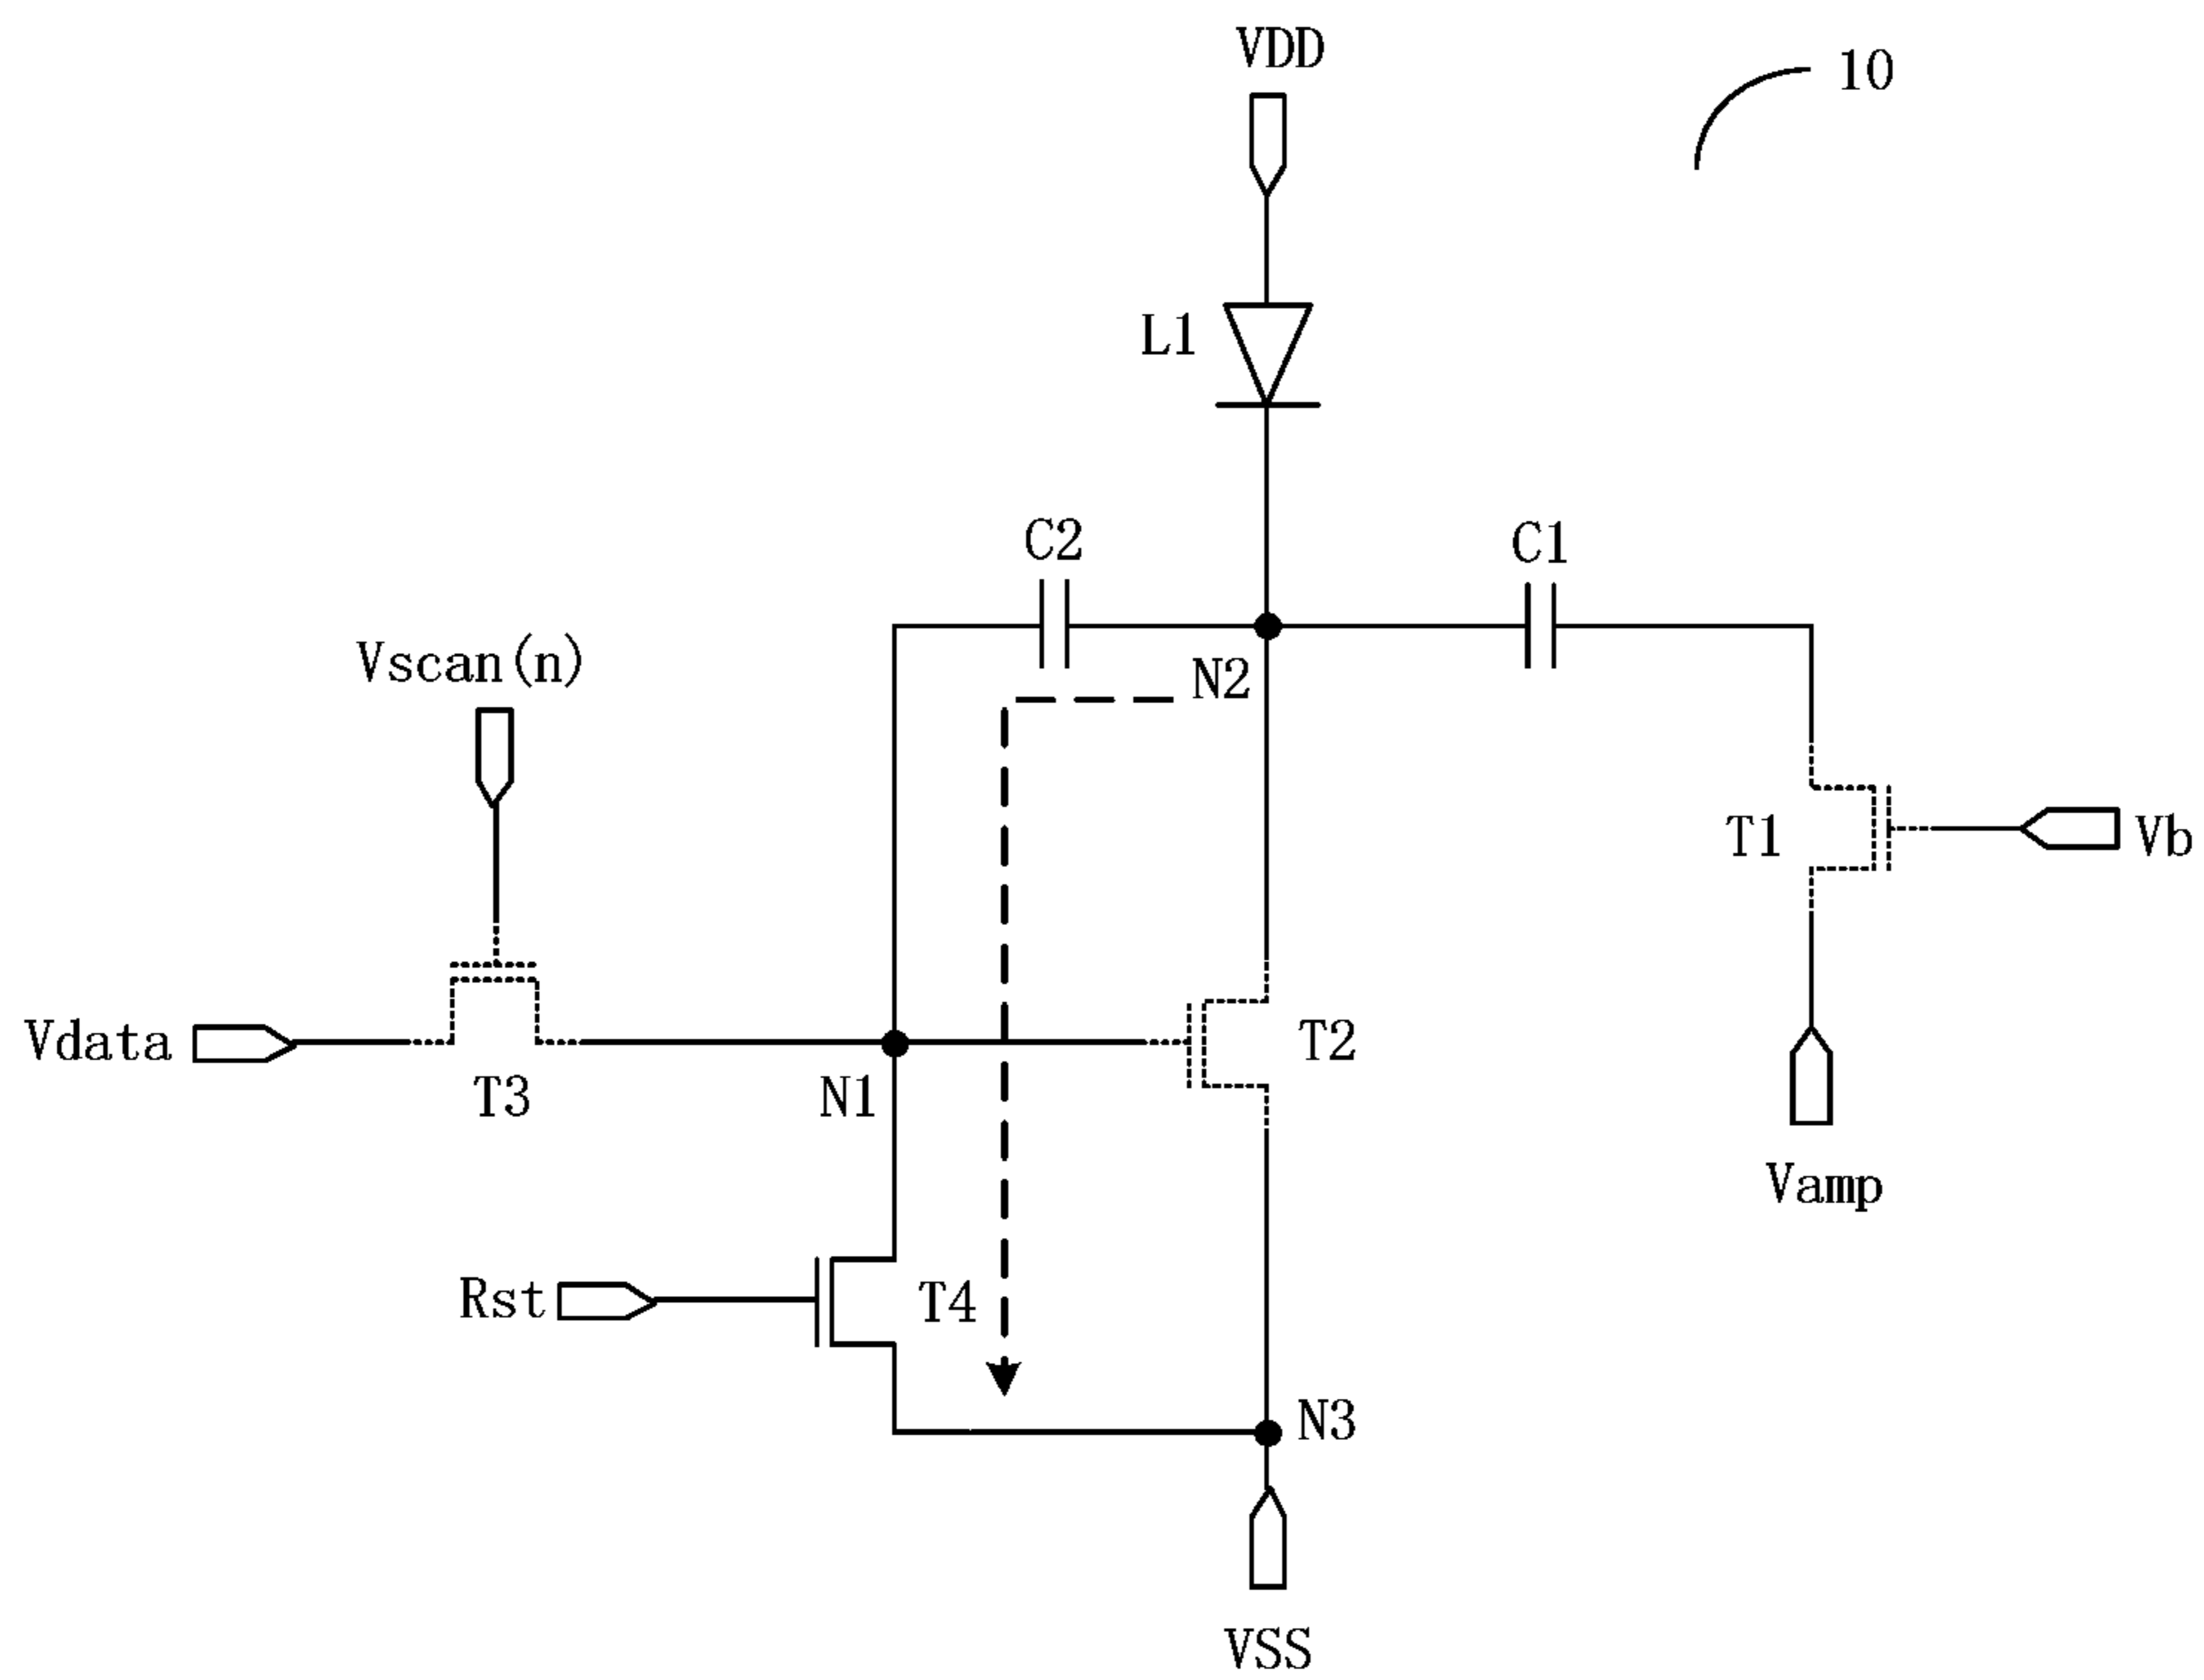 VDD
10
L1
C2
C1
Vscan(n)
N2
T1
Vb
Vdata
T2
T3
N1
Vamp
Rst
T4
N3
VSS